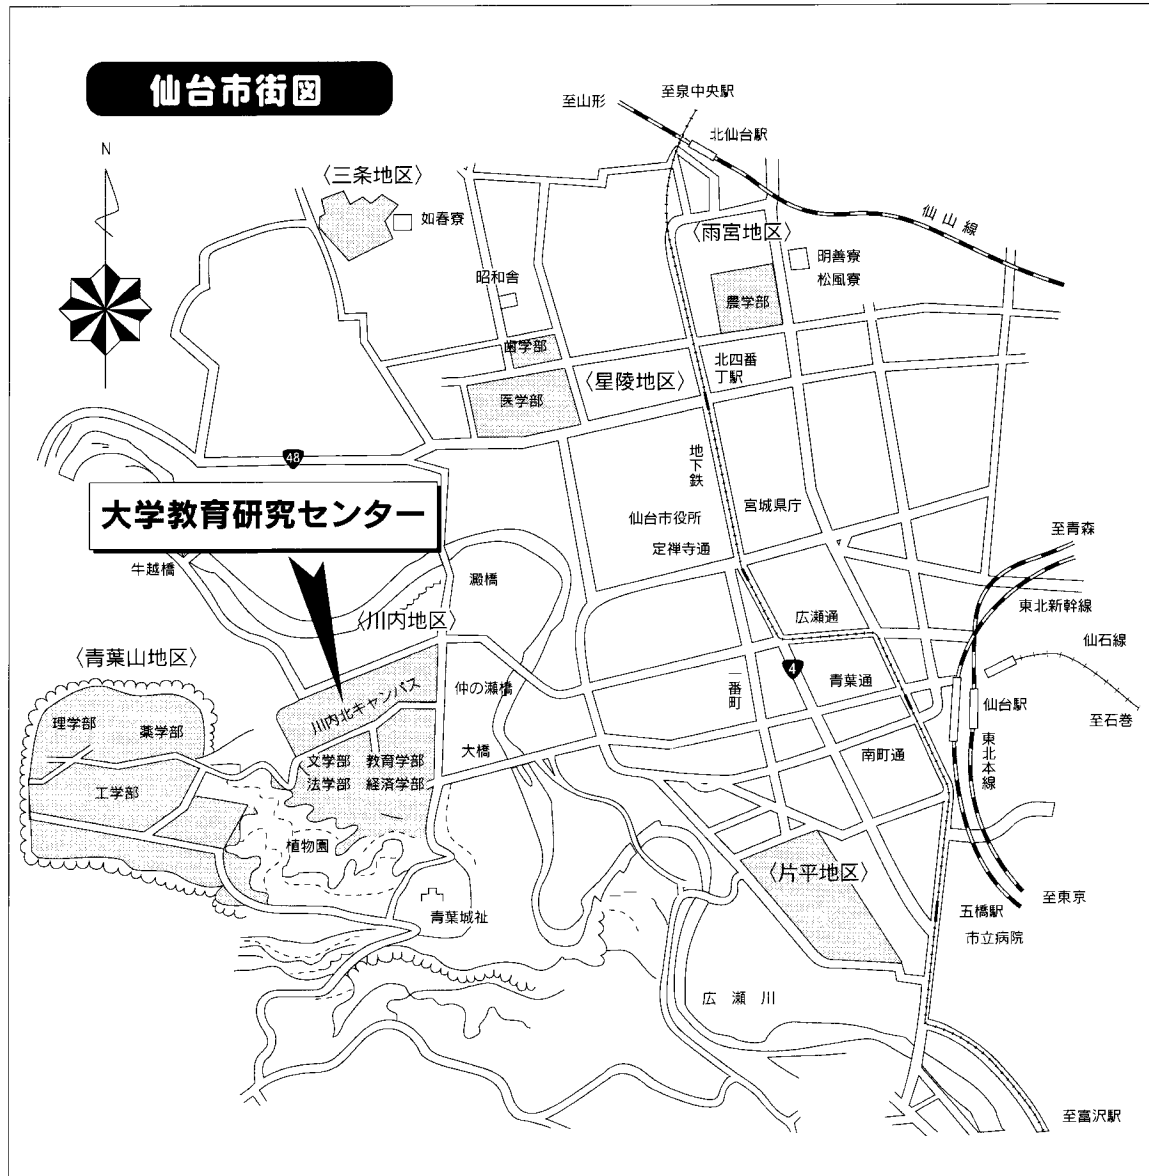 仙台市街図
N
至山形
至泉中央駅
北仙台駅
仙山線
〈三条地区〉
如春寮
〈雨宮地区〉
明善寮
松風寮
昭和舎
農学部
歯学部
北四番
丁駅
〈星陵地区〉
医学部
48
地下鉄
大学教育研究センター
宮城県庁
仙台市役所
定禅寺通
至青森
牛越橋
澱橋
東北新幹線
〈川内地区〉
広瀬通
仙石線
〈青葉山地区〉
4
青葉通
一番町
仲の瀬橋
川内北キャンパス
仙台駅
至石巻
理学部
薬学部
大橋
南町通
東北本線
文学部
教育学部
法学部
経済学部
工学部
植物園
〈片平地区〉
至東京
青葉城祉
五橋駅
市立病院
広瀬川
至富沢駅